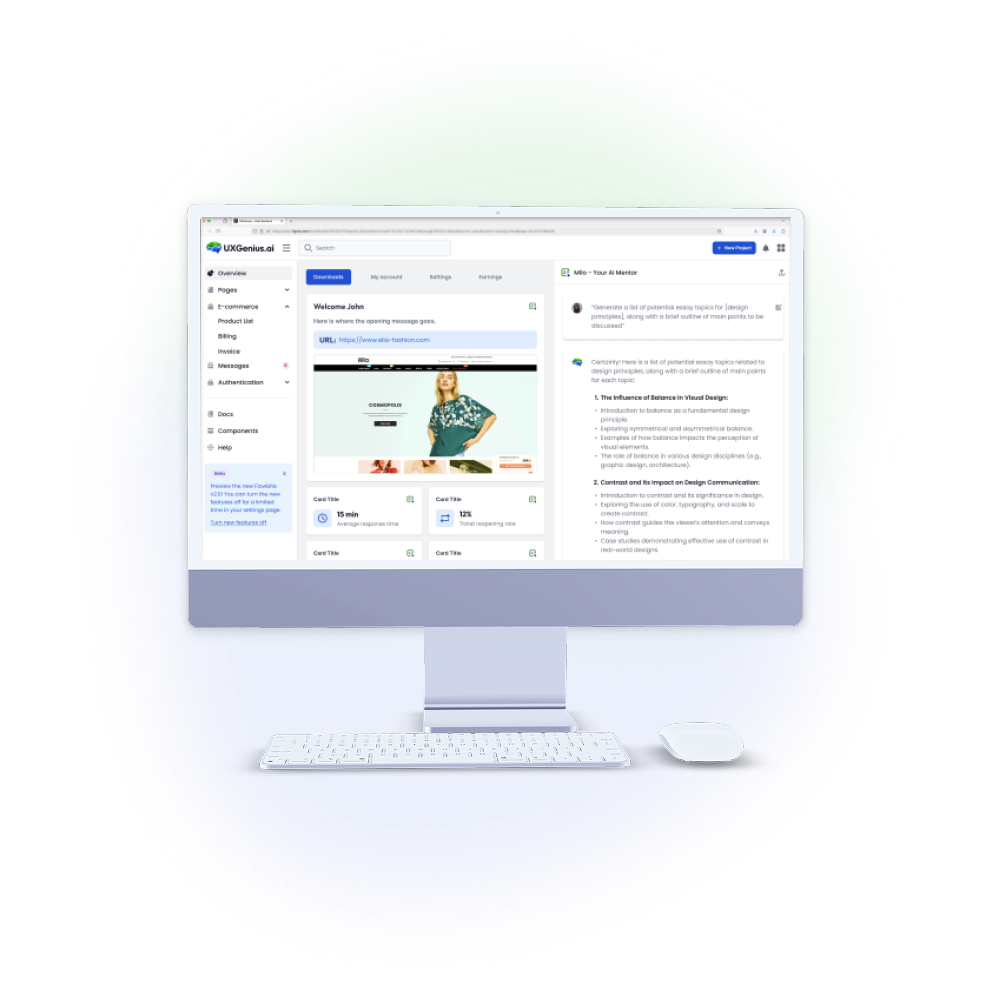 UXGenius.ai
Search
+ New Project
Overview
Pages
E-commerce
Product List
Billing
Invoice
Messages
Authentication
Docs
Components
Help
Beta
Preview the new Flowbite
v2.0! You can turn the new
features off for a limited
time in your settings page.
Turn new features off
Downloads
My account
Settings
Earnings
Welcome John
Here is where the opening message goes.
URL: https://www.ella-fashion.com
COSMOPOLIS
Card Title
15 min
Average response time
Card Title
12%
Ticket reopening rate
Card Title
Card Title
Milo - Your AI Mentor
"Generate a list of potential essay topics for [design
principles], along with a brief outline of main points to be
discussed"
Certainly! Here is a list of potential essay topics related to
design principles, along with a brief outline of main points
for each topic:
1. The Influence of Balance in Visual Design:
• Introduction to balance as a fundamental design
principle.
• Exploring symmetrical and asymmetrical balance.
• Examples of how balance impacts the perception of
visual elements.
• The role of balance in various design disciplines (e.g.,
graphic design, architecture).
2. Contrast and Its Impact on Design Communication:
• Introduction to contrast and its significance in design.
• Exploring the use of color, typography, and scale to
create contrast.
• How contrast guides the viewer's attention and conveys
meaning.
• Case studies demonstrating effective use of contrast in
real-world designs.